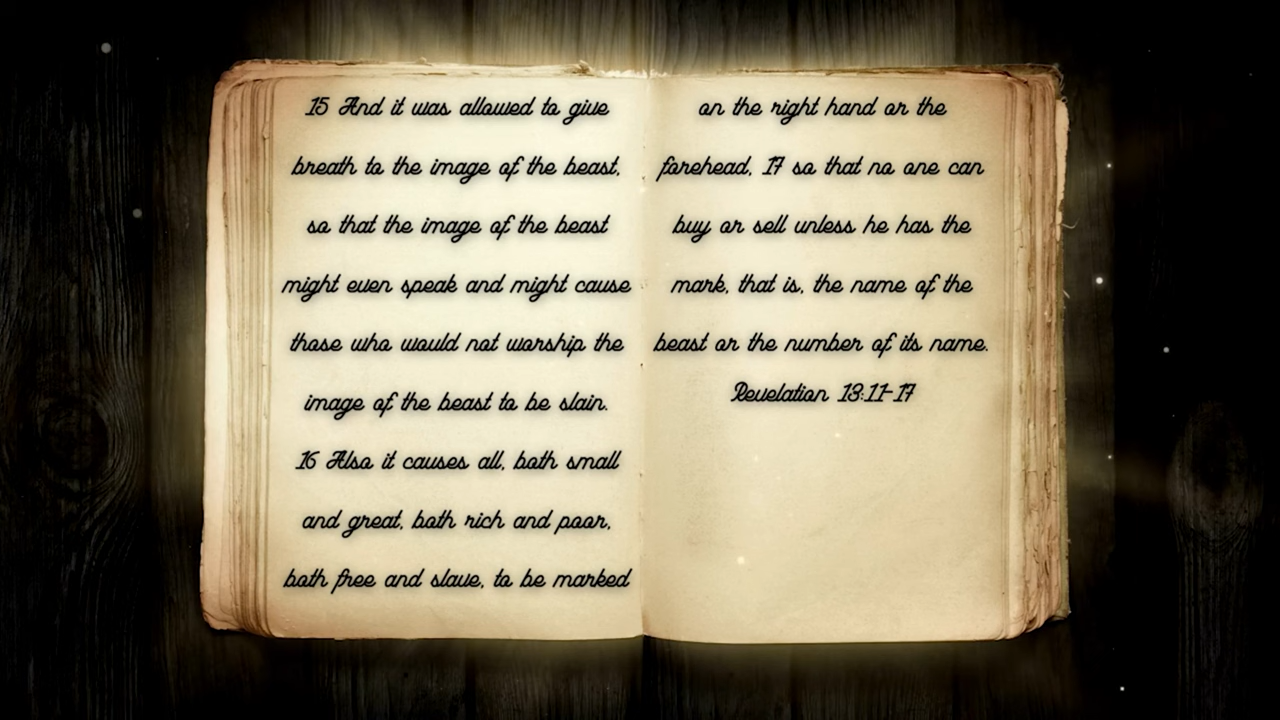 15 And it was allowed to give
breath to the image of the beast,
so that the image of the beast
might even speak and might cause
those who would not worship the
image of the beast to be slain.
16 Also it causes all, both small
and great, both rich and poor,
both free and slave, to be marked
on the right hand or the
forehead, 17 so that no one can
buy or sell unless he has the
mark, that is, the name of the
beast or the number of its name.
Revelation 13:11-17